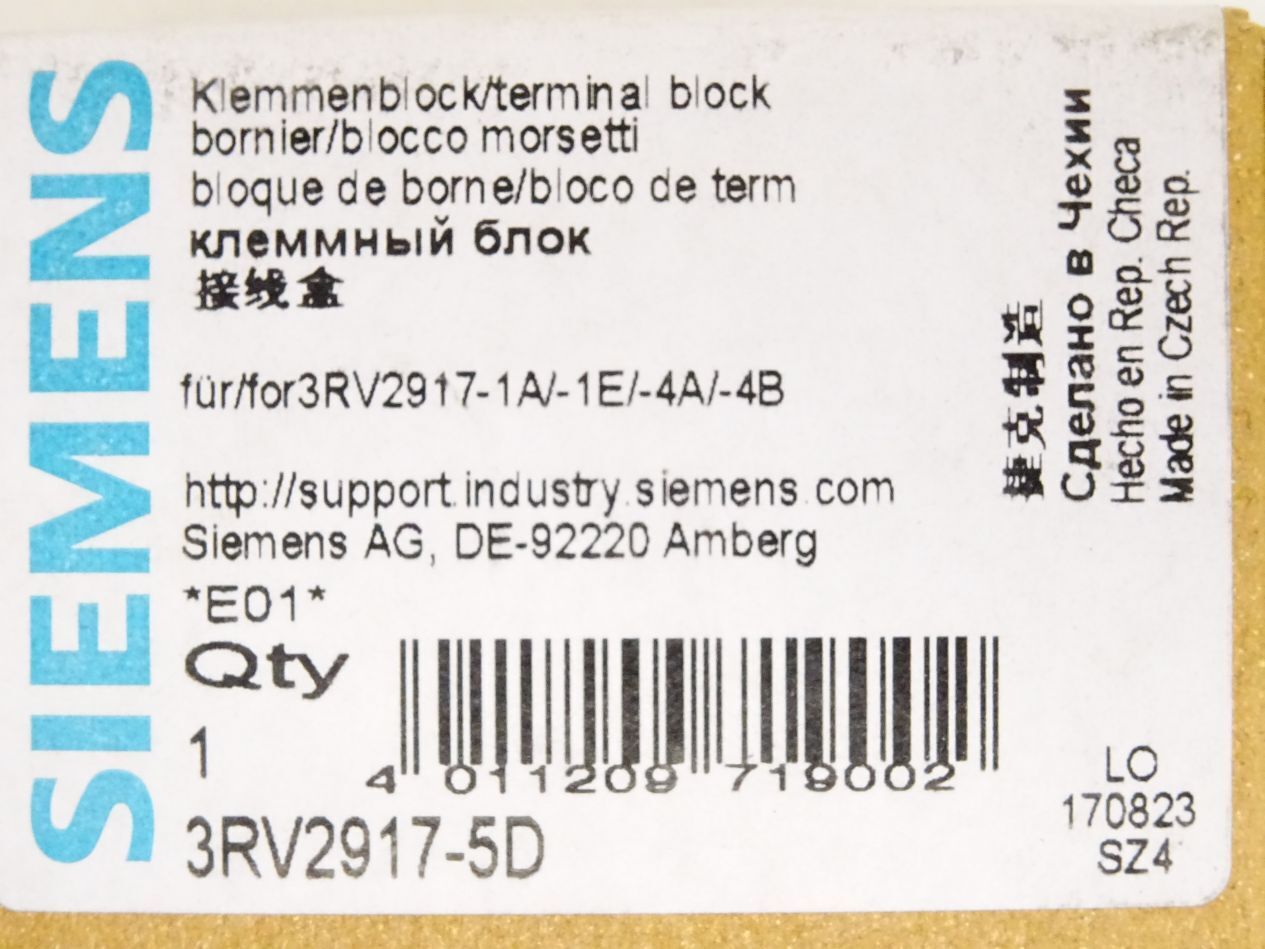 SIEMENS
Klemmenblock/terminal block
bornier/blocco morsetti
bloque de borne/bloco de term
клеммный блок
接线盒
für/for3RV2917-1A/-1E/-4A/-4B
http://support.industry.siemens.com
Siemens AG, DE-92220 Amberg
*E01*
Qty
1
4 011209 719002
3RV2917-5D
捷克制造
Сделано в Чехии
Hecho en Rep. Checa
Made in Czech Rep.
LO
170823
SZ4